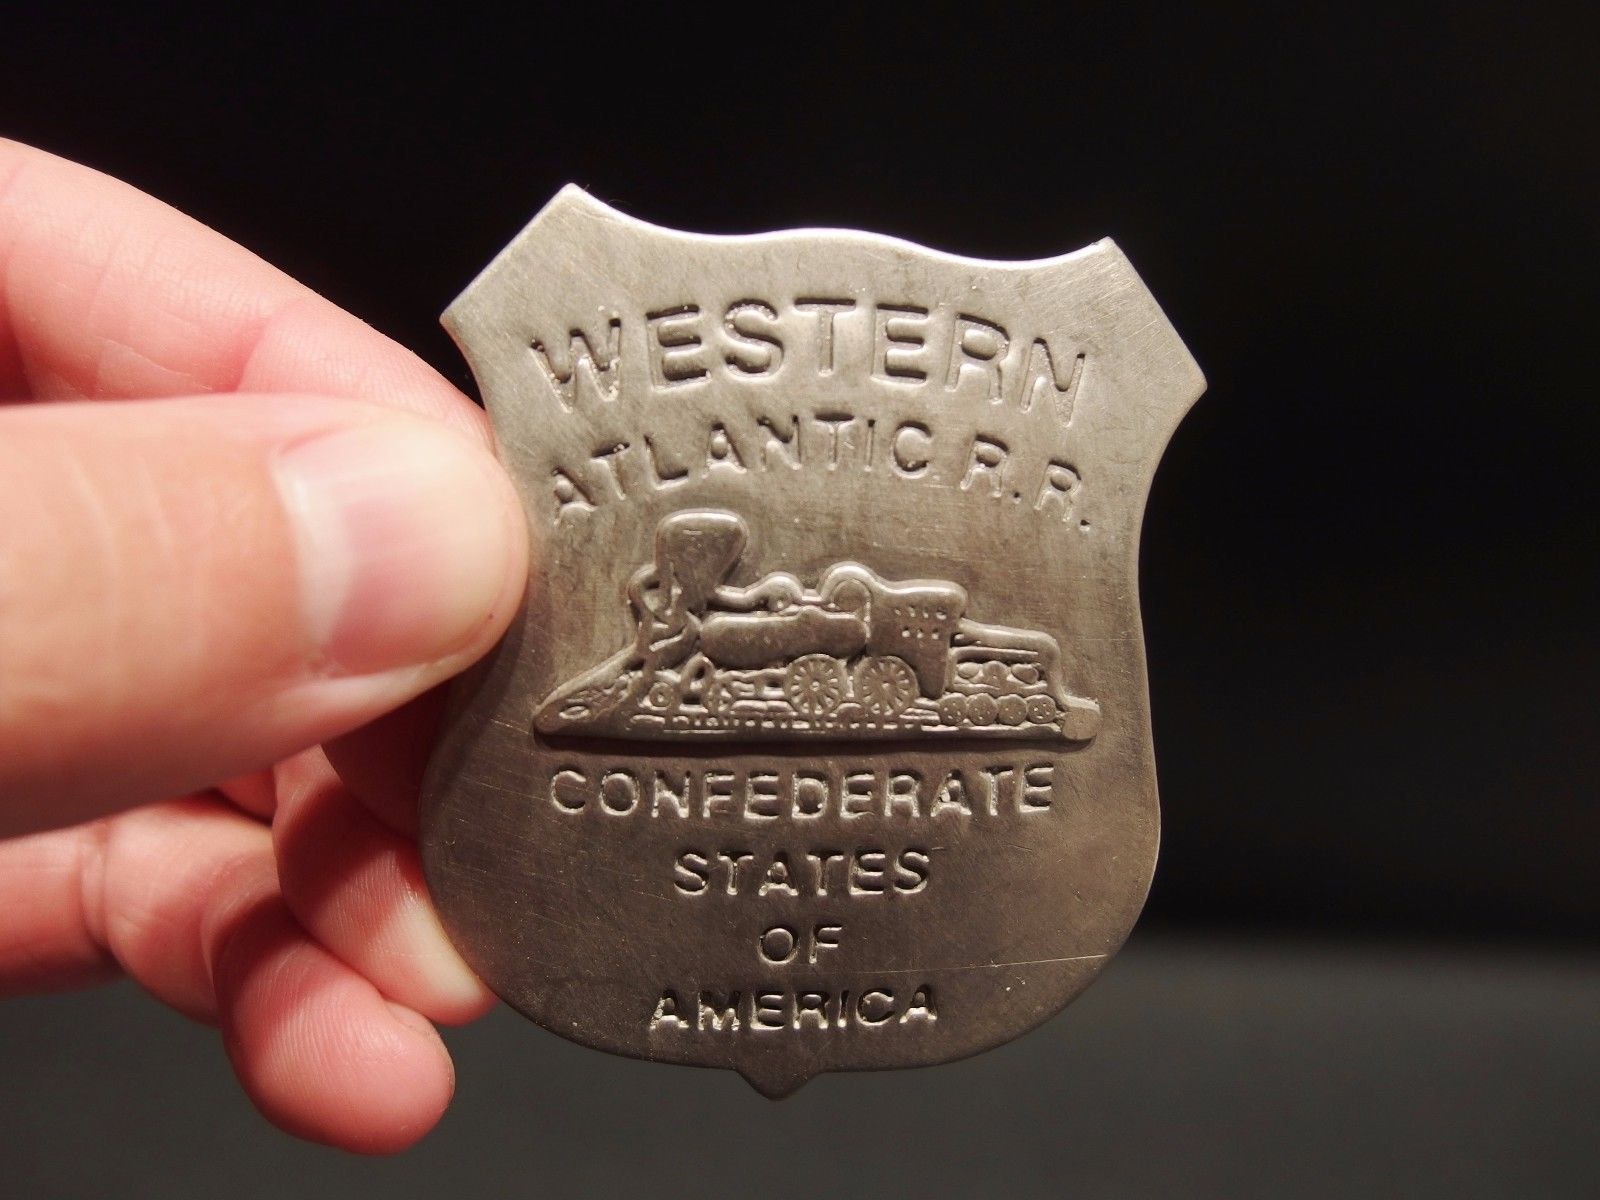 WESTERN
ATLANTIC R.R.
CONFEDERATE
STATES
OF
AMERICA